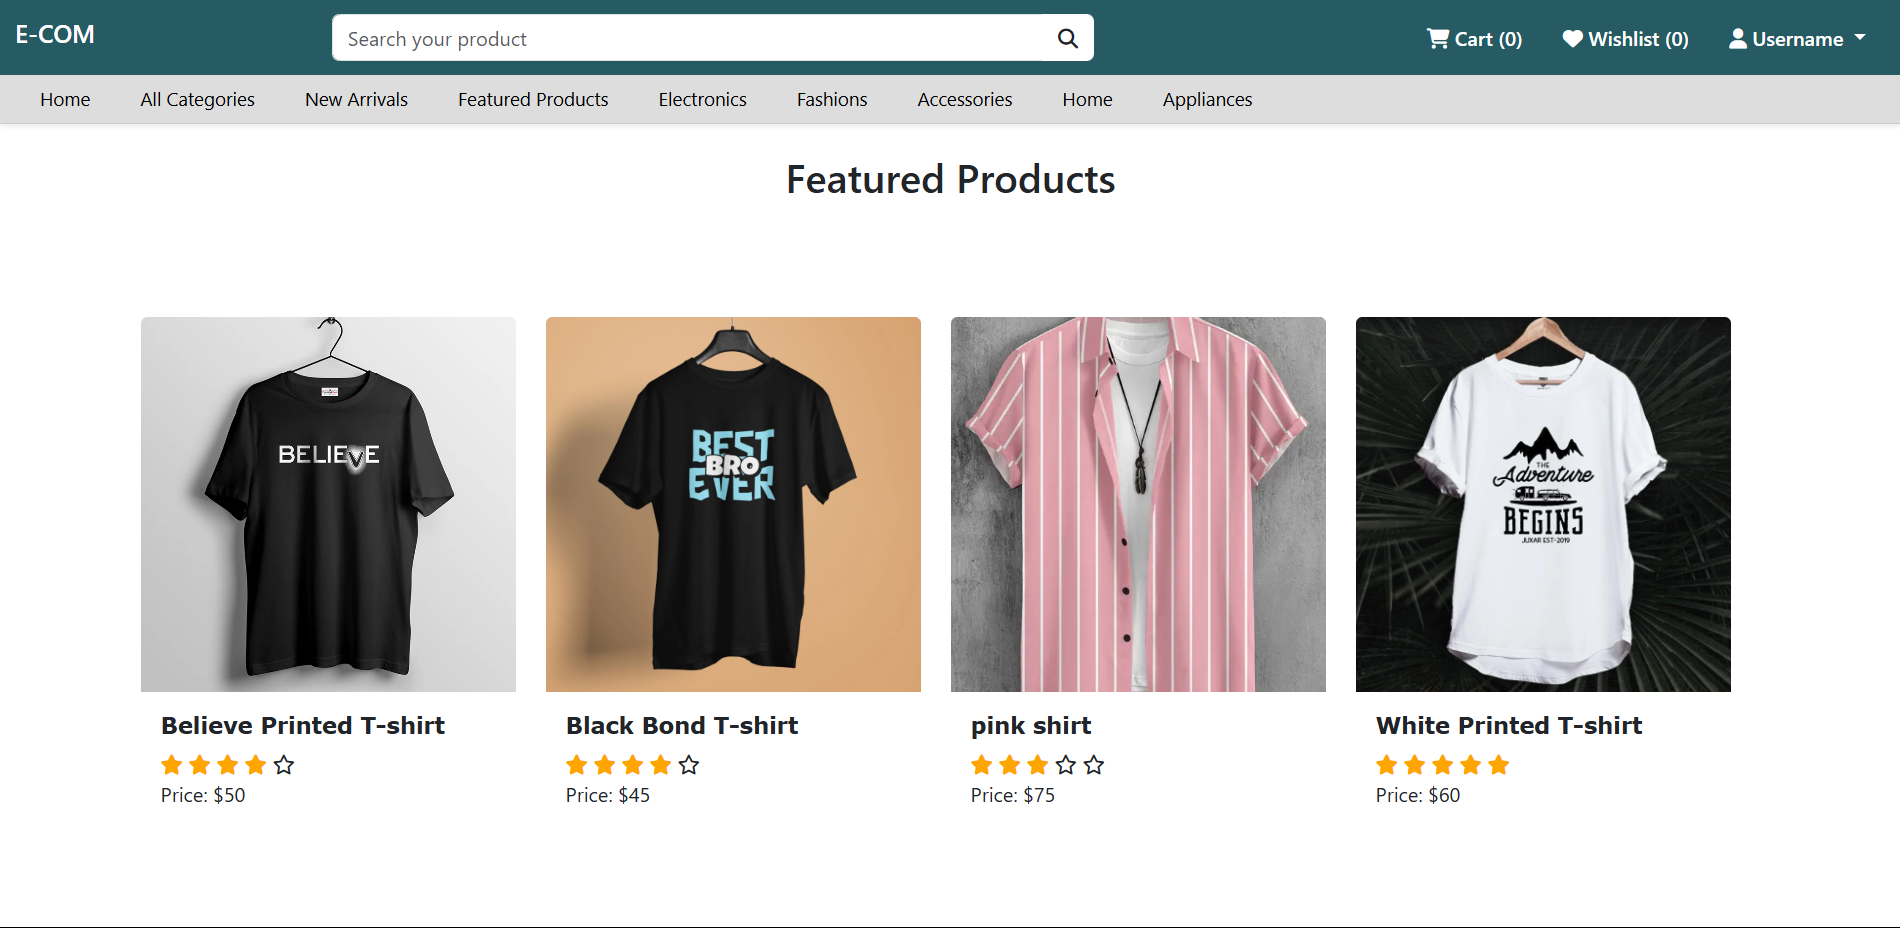 E-COM
Search your product
Cart (0)
Wishlist (0)
Username
Home
All Categories
New Arrivals
Featured Products
Electronics
Fashions
Accessories
Home
Appliances
Featured Products
BELIEVE
BEST
BRO
EVER
THE
Adventure
BEGINS
JUXAR EST-2019
Believe Printed T-shirt
Price: $50
Black Bond T-shirt
Price: $45
pink shirt
Price: $75
White Printed T-shirt
Price: $60